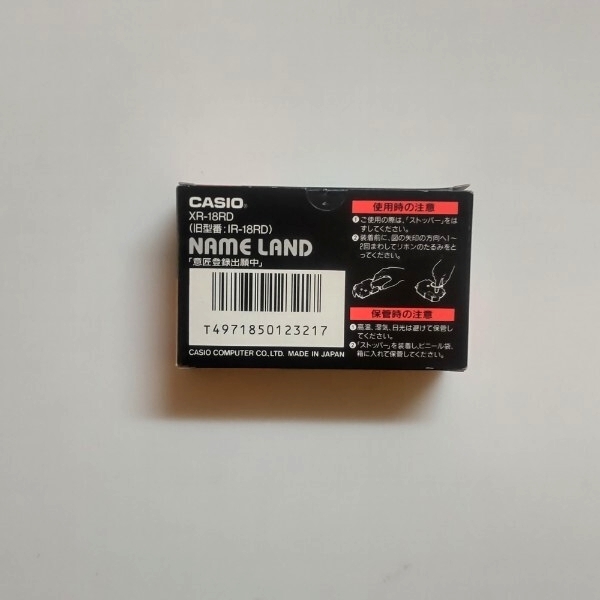 CASIO®
XR-18RD
(旧型番:IR-18RD)
NAME LAND
「意匠登録出願中」
T4971850123217
CASIO COMPUTER CO.,LTD. MADE IN JAPAN
使用時の注意
①ご使用の際は、「ストッパー」をは
ずしてください。
②装着前に、図の矢印の方向へ1〜
2回まわしてリボンのたるみをと
ってください。
保管時の注意
①高温、湿気、日光は避けて保管し
てください。
②「ストッパー」を装着し、ビニール袋、
箱に入れて保管してください。